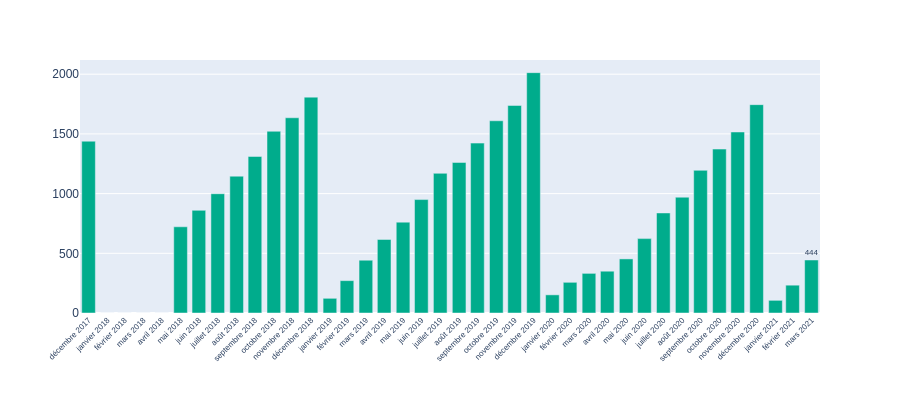 2000
1500
1000
500
0
444
décembre 2017
janvier 2018
février 2018
mars 2018
avril 2018
mai 2018
juin 2018
juillet 2018
août 2018
septembre 2018
octobre 2018
novembre 2018
décembre 2018
janvier 2019
février 2019
mars 2019
avril 2019
mai 2019
juin 2019
juillet 2019
août 2019
septembre 2019
octobre 2019
novembre 2019
décembre 2019
janvier 2020
février 2020
mars 2020
avril 2020
mai 2020
juin 2020
juillet 2020
août 2020
septembre 2020
octobre 2020
novembre 2020
décembre 2020
janvier 2021
février 2021
mars 2021